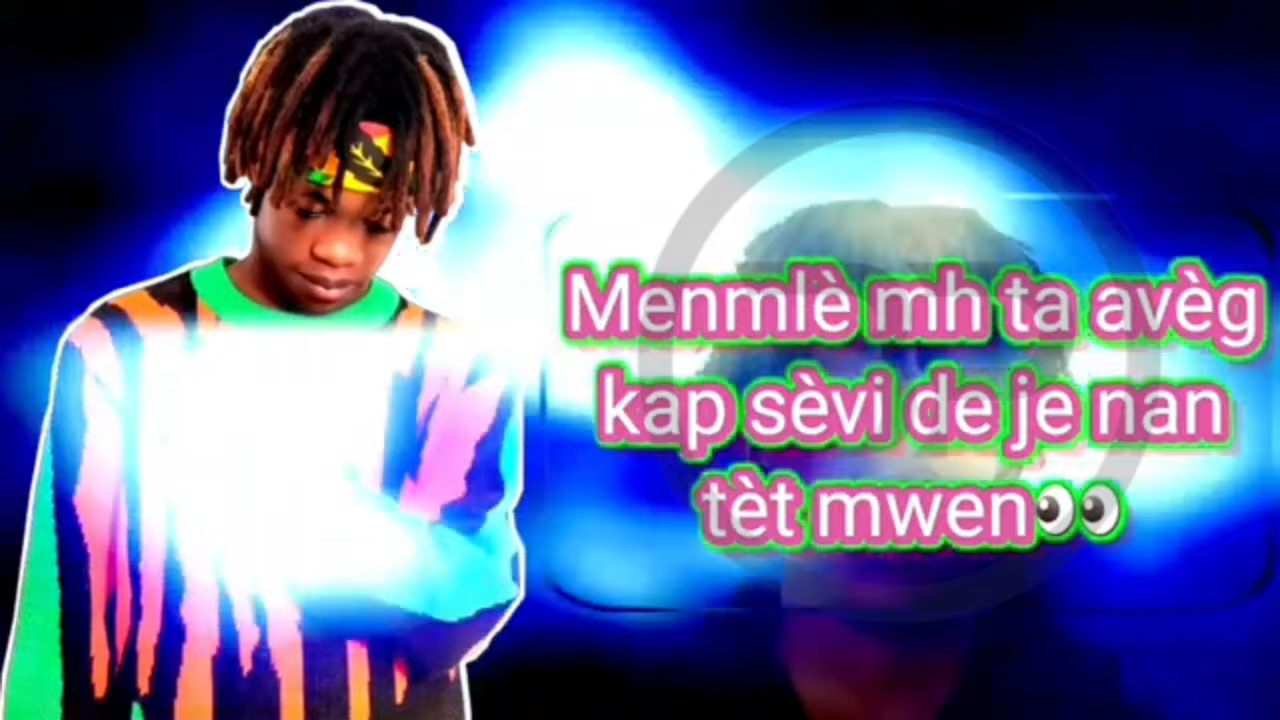 Menmlè mh ta avèg
kap sèvi de je nan
tèt mwen👀